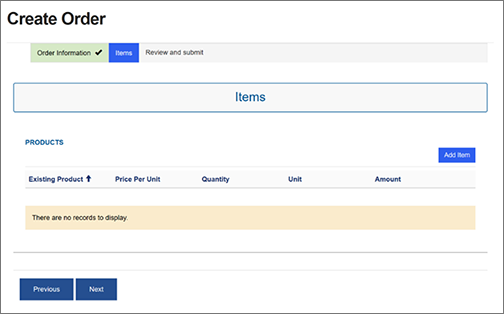 Create Order
Order Information Items Review and submit
Items
PRODUCTS
Add Item
Existing Product Price Per Unit Quantity Unit Amount
There are no records to display.
Previous Next